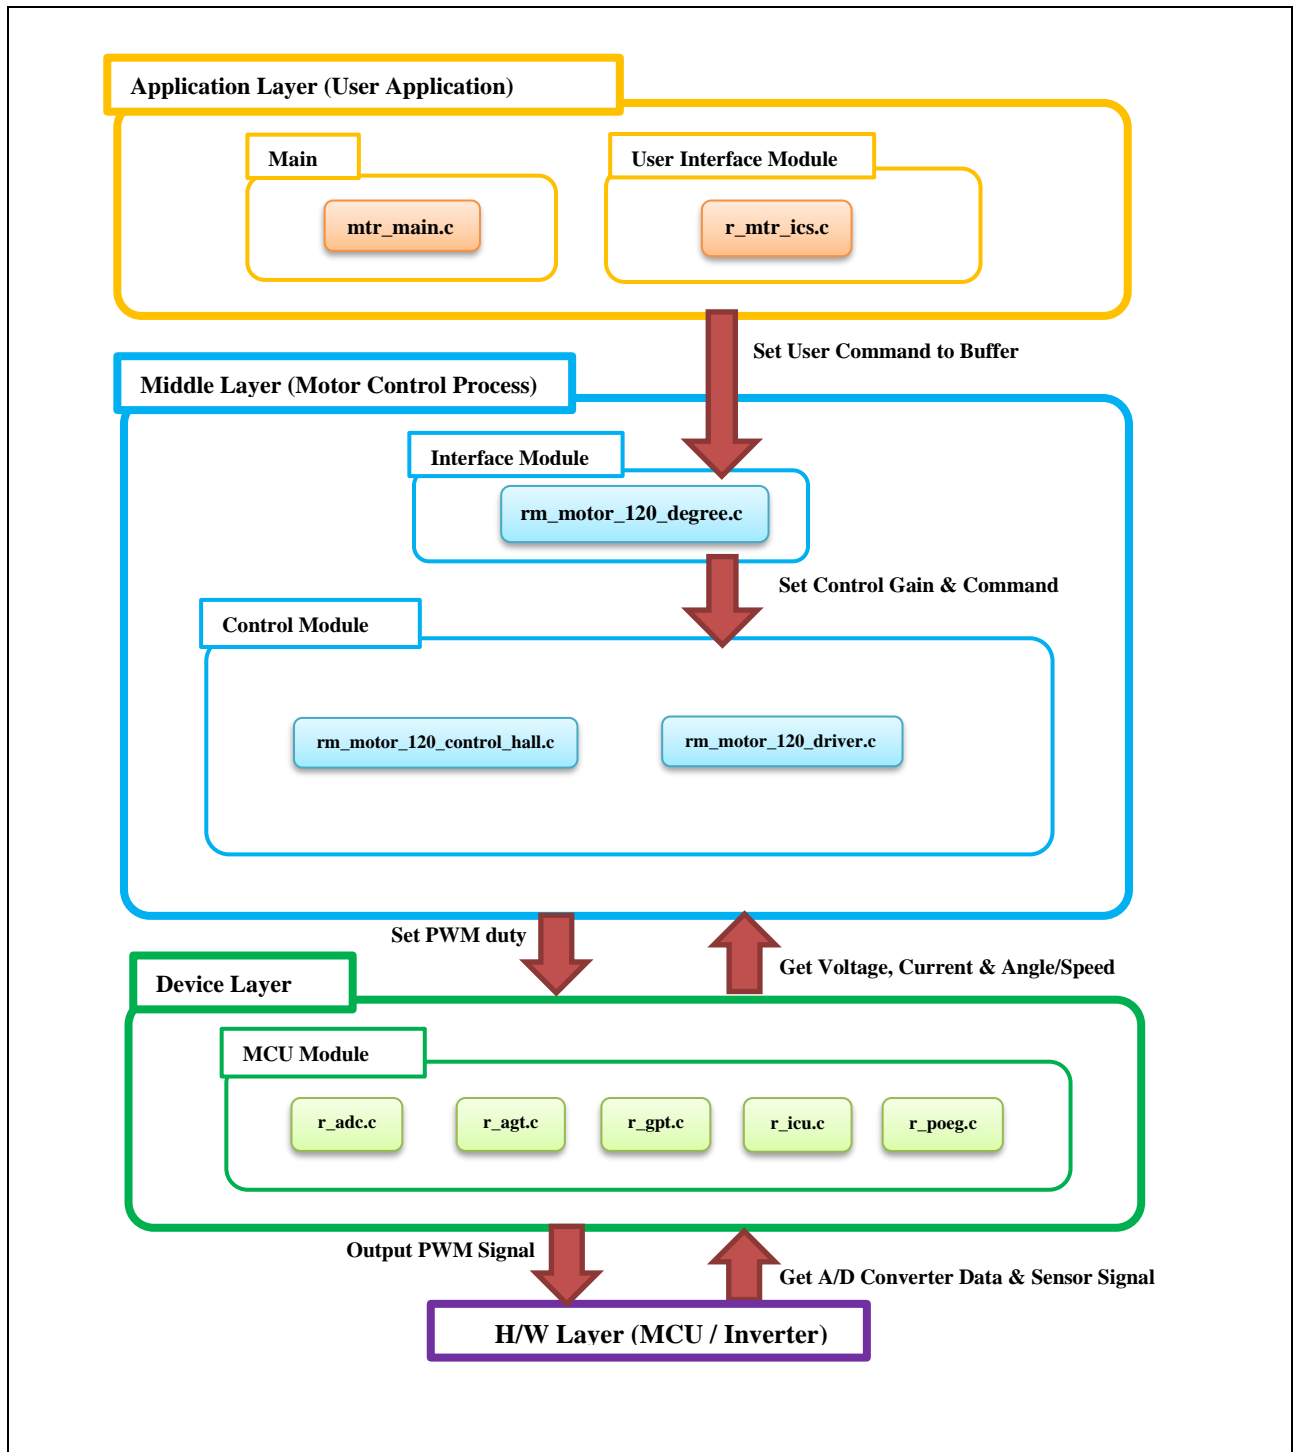 Application Layer (User Application)
Main
User Interface Module
mtr_main.c
r_mtr_ics.c
Set User Command to Buffer
Middle Layer (Motor Control Process)
Interface Module
rm_motor_120_degree.c
Set Control Gain & Command
Control Module
rm_motor_120_control_hall.c
rm_motor_120_driver.c
Set PWM duty
Get Voltage, Current & Angle/Speed
Device Layer
MCU Module
r_adc.c
r_agt.c
r_gpt.c
r_icu.c
r_poeg.c
Output PWM Signal
Get A/D Converter Data & Sensor Signal
H/W Layer (MCU / Inverter)